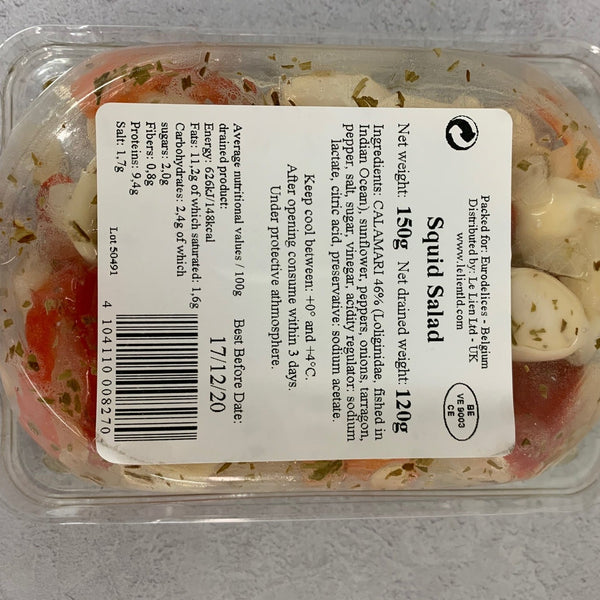 Packed for: Eurodelices - Belgium
Distributed by: Le Lien Ltd - UK
www.lelienltd.com
BE
VE 9003
CE
Squid Salad
Net weight: 150g Net drained weight: 120g
Ingredients: CALAMARI 46% (Loliginidae, fished in
Indian Ocean), sunflower, peppers, onions, tarragon,
pepper, salt, sugar, vinegar, acidity regulator: sodium
lactate, citric acid, preservative: sodium acetate.
Keep cool between: +0° and +4°C.
After opening consume within 3 days.
Under protective athmosphere.
Average nutritional values / 100g
drained product:
Energy: 626kj/148kcal
Fats: 11,2g of which saturated: 1,6g
Carbohydrates: 2,4g of which
sugars: 2,0g
Fibers: 0,8g
Proteins: 9,4g
Salt: 1,7g
Best Before Date:
17/12/20
Lot 50491
4 104110 008270